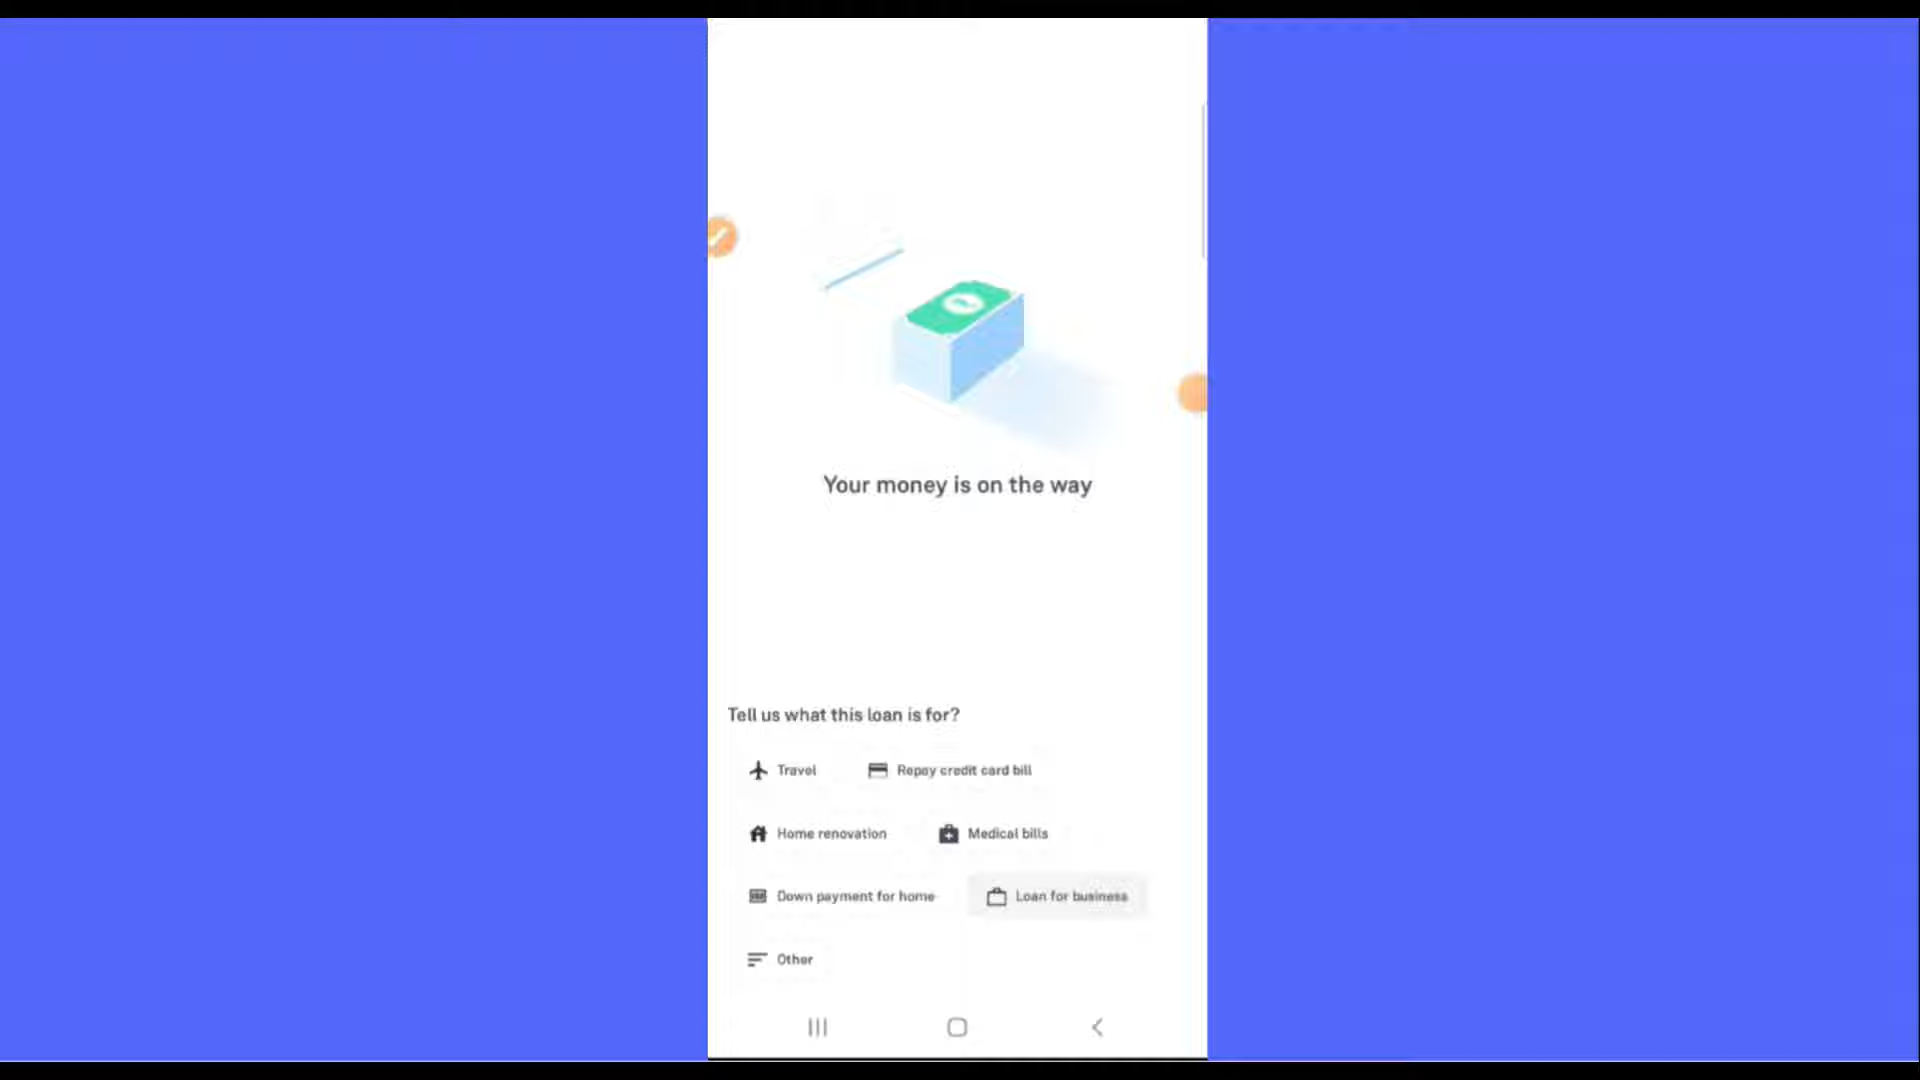 Your money is on the way
Tell us what this loan is for?
Travel
Repay credit card bill
Home renovation
Medical bills
Down payment for home
Loan for business
Other